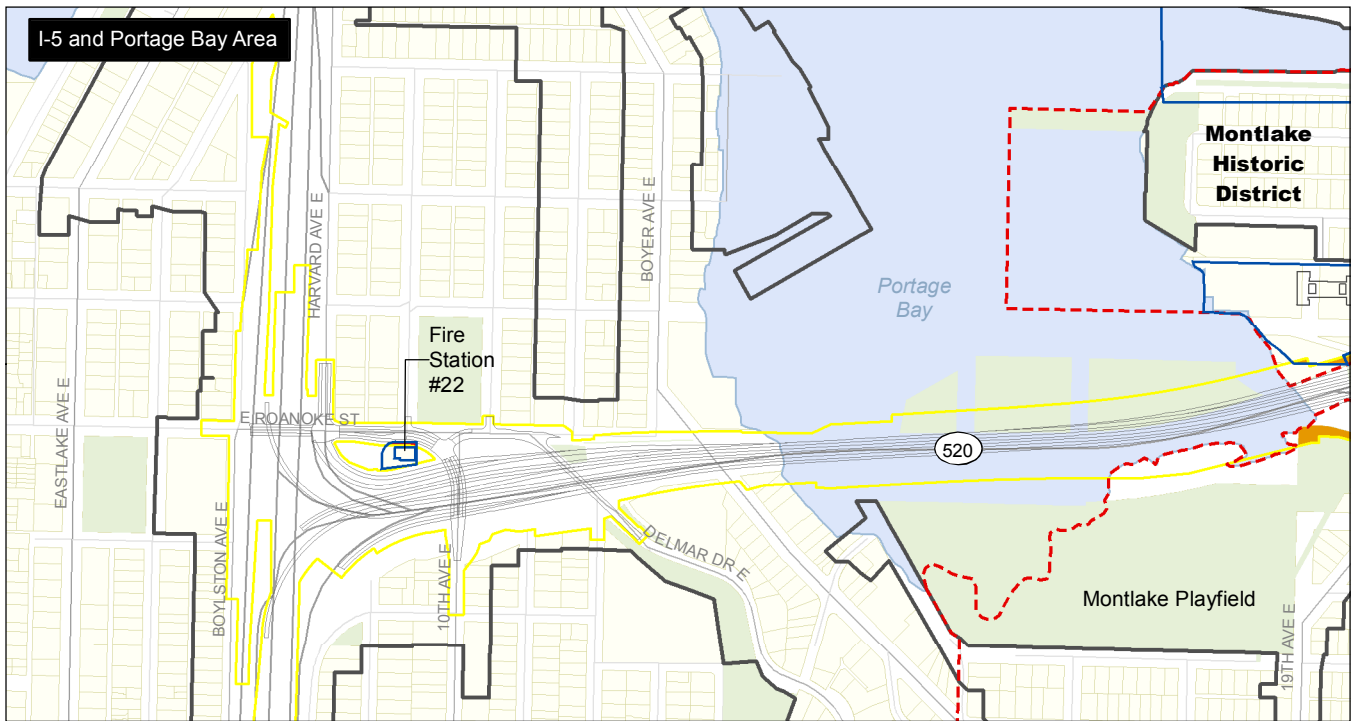 I-5 and Portage Bay Area
Montlake
Historic
District
HARVARD AVE E
BOYER AVE E
Portage
Bay
Fire
Station
#22
EASTLAKE AVE E
E ROANOKE ST
520
BOYLSTON AVE E
10TH AVE E
DELMAR DR E
Montlake Playfield
19TH AVE E